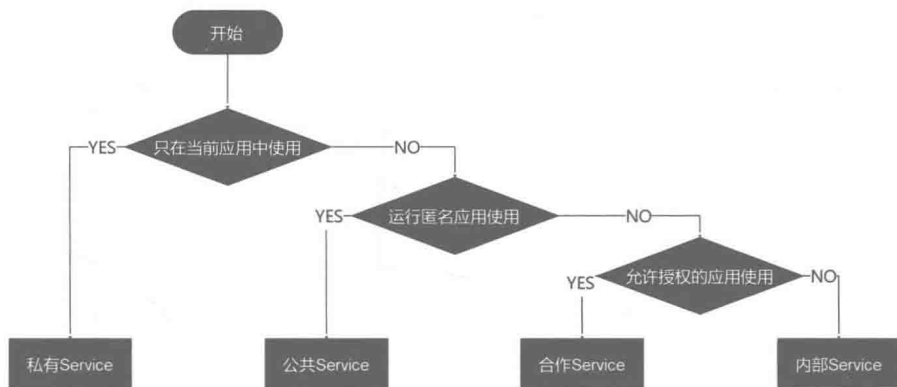 开始
只在当前应用中使用
YES
NO
运行匿名应用使用
YES
NO
允许授权的应用使用
YES
NO
私有Service
公共Service
合作Service
内部Service